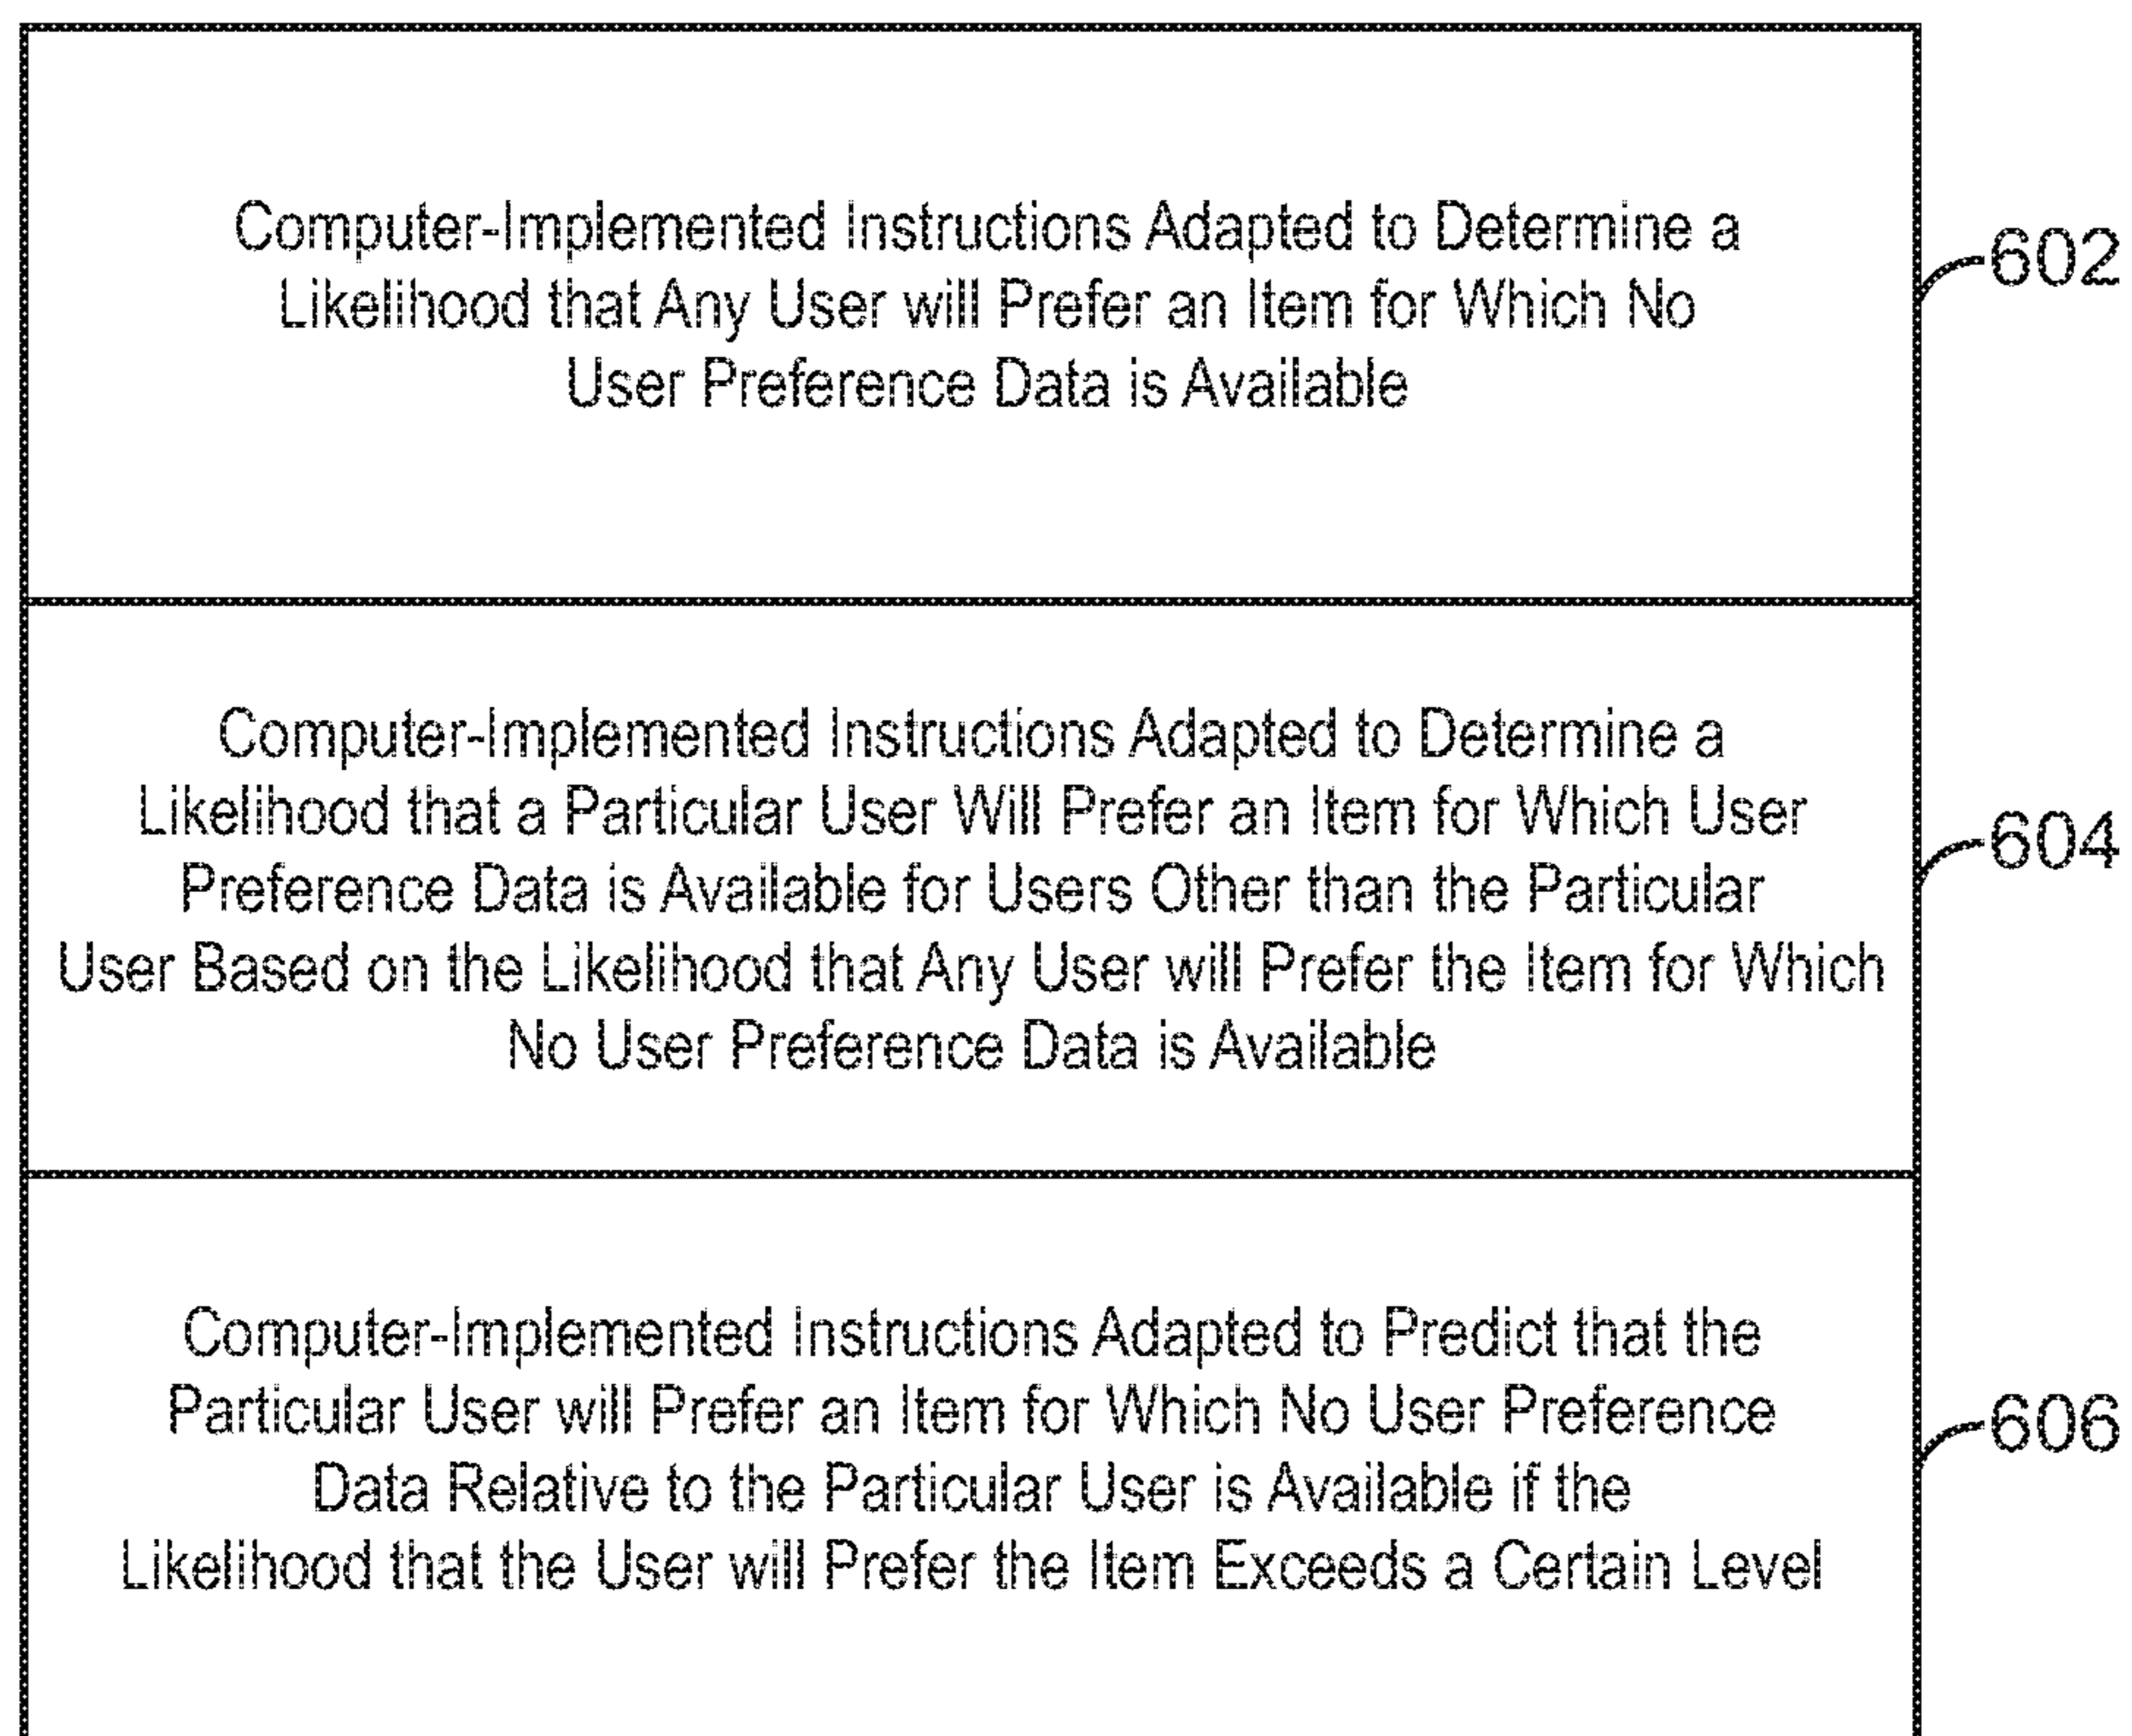 Computer-Implemented Instructions Adapted to Determine a
Likelihood that Any User will Prefer an Item for Which No
User Preference Data is Available
602
Computer-Implemented Instructions Adapted to Determine a
Likelihood that a Particular User Will Prefer an Item for Which User
Preference Data is Available for Users Other than the Particular
User Based on the Likelihood that Any User will Prefer the Item for Which
No User Preference Data is Available
604
Computer-Implemented Instructions Adapted to Predict that the
Particular User will Prefer an Item for Which No User Preference
Data Relative to the Particular User is Available if the
Likelihood that the User will Prefer the Item Exceeds a Certain Level
606